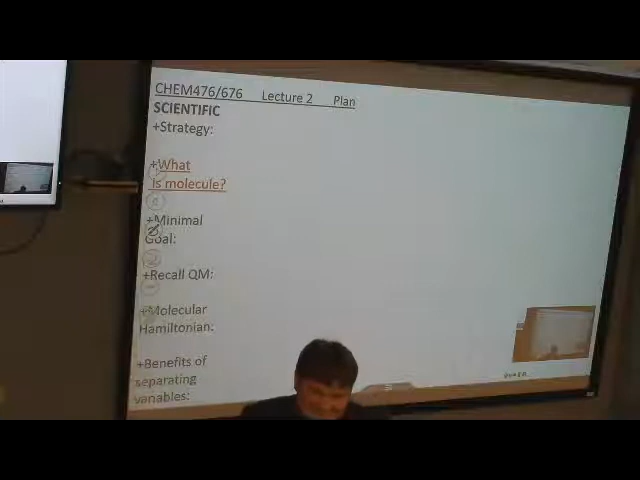 CHEM476/676 Lecture 2 Plan
SCIENTIFIC
+Strategy:
+What
is molecule?
+Minimal
Goal:
+Recall QM:
+Molecular
Hamiltonian:
+Benefits of
separating
variables: